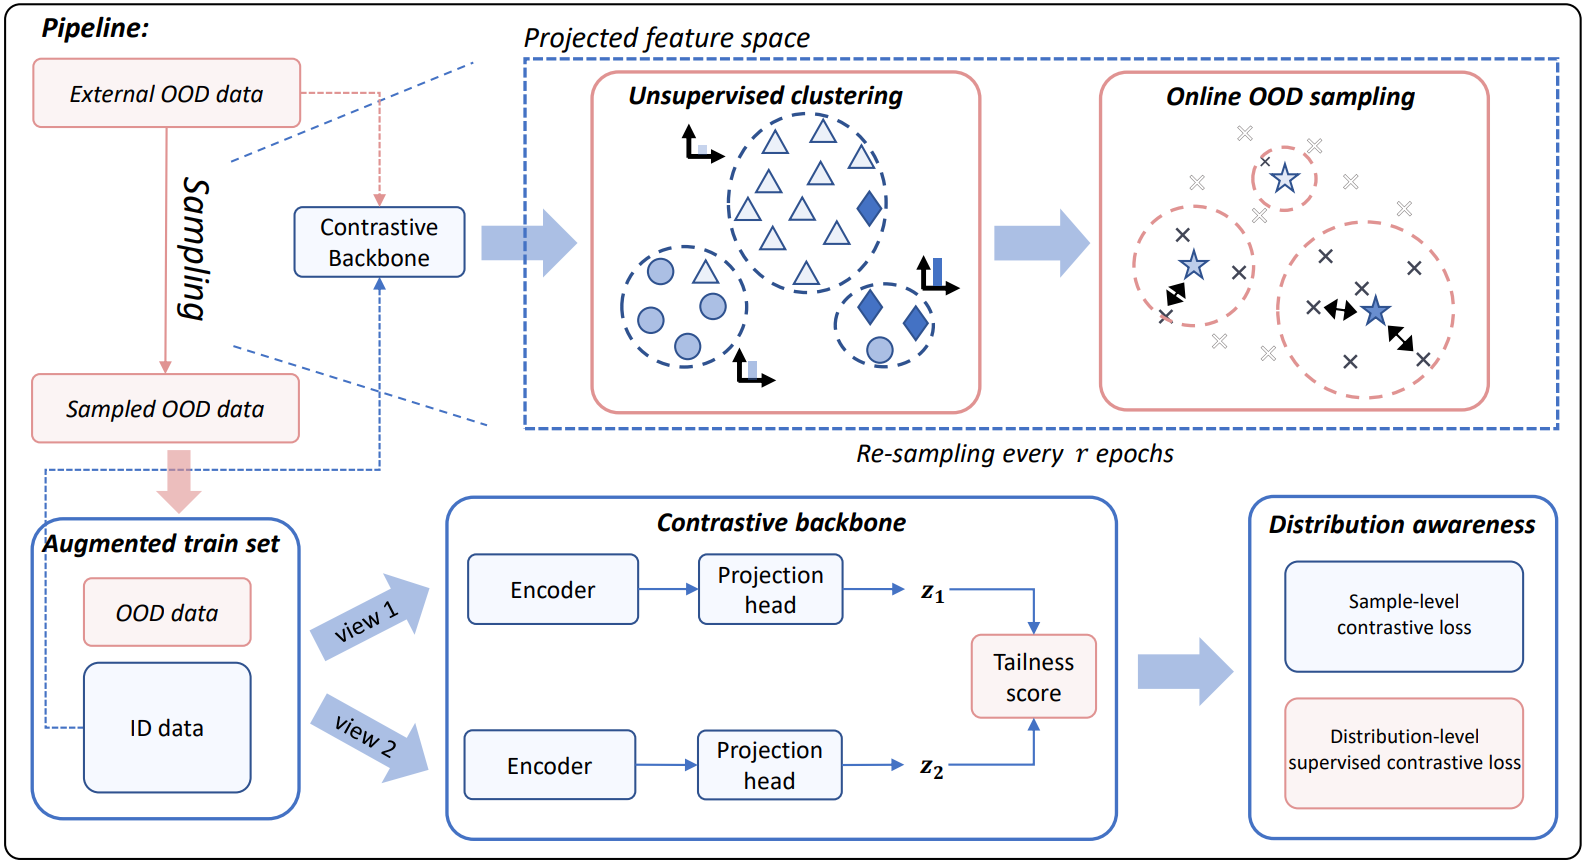 Pipeline:
External OOD data
Sampling
Contrastive
Backbone
Sampled OOD data
Projected feature space
Unsupervised clustering
Online OOD sampling
Re-sampling every r epochs
Augmented train set
OOD data
ID data
view 1
view 2
Contrastive backbone
Encoder
Projection
head
z1
Tailness
score
Encoder
Projection
head
z2
Distribution awareness
Sample-level
contrastive loss
Distribution-level
supervised contrastive loss